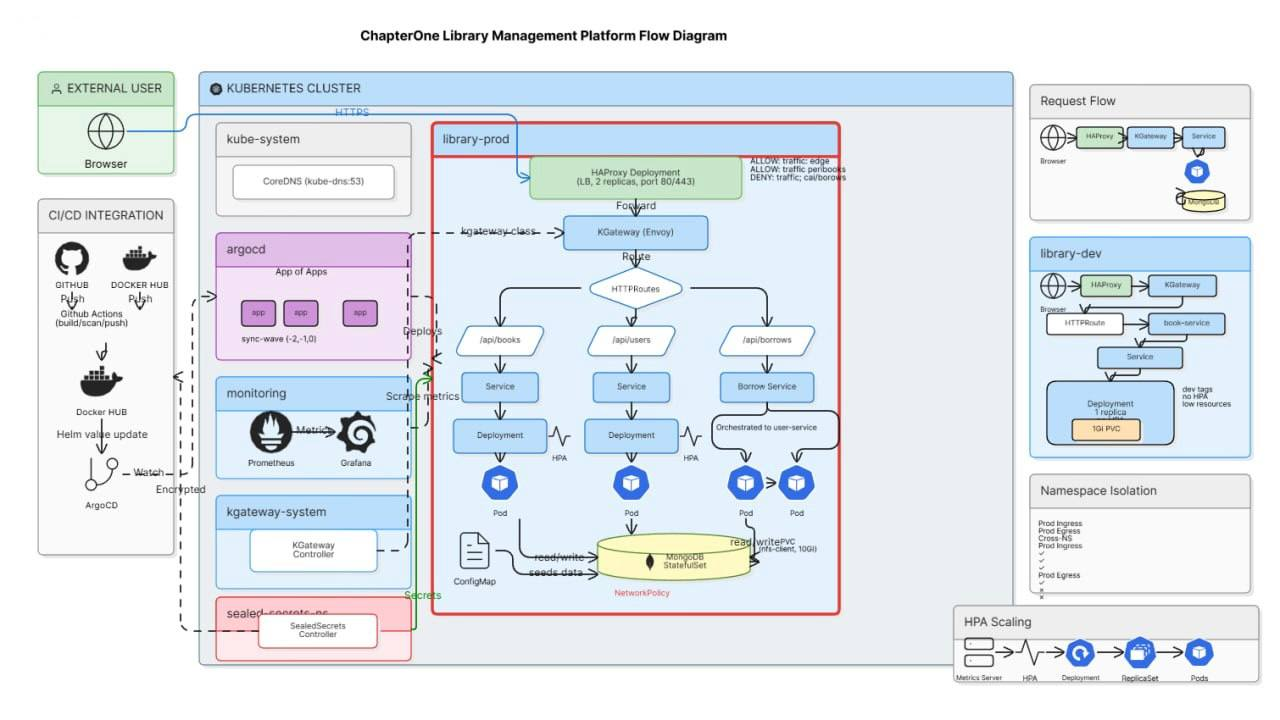 ChapterOne Library Management Platform Flow Diagram
EXTERNAL USER
Browser
CI/CD INTEGRATION
GITHUB
DOCKER HUB
Push
Push
Github Actions
(build/scan/push)
Docker HUB
Helm value update
ArgoCD
Watch
Encrypted
KUBERNETES CLUSTER
HTTPS
kube-system
CoreDNS (kube-dns:53)
argocd
App of Apps
app
app
app
sync-wave (-2,-1,0)
Deploys
monitoring
Metrics
Prometheus
Grafana
Scrape metrics
kgateway-system
KGateway
Controller
sealed-secrets-ns
SealedSecrets
Controller
Secrets
library-prod
HAProxy Deployment
(LB, 2 replicas, port 80/443)
ALLOW: traffic: edge
ALLOW: traffic peribooks
DENY: traffic; cai/borows
Forward
kgateway class
KGateway (Envoy)
Route
HTTPRoutes
/api/books
/api/users
/api/borrows
Service
Service
Borrow Service
Deployment
HPA
Deployment
HPA
Orchestrated to user-service
Pod
Pod
Pod
Pod
ConfigMap
read/write
seeds data
MongoDB
StatefulSet
read/write
PVC
(nfs-client, 10GI)
NetworkPolicy
Request Flow
Browser
HAProxy
KGateway
Service
MongoDB
library-dev
Browser
HAProxy
KGateway
HTTPRoute
book-service
Service
Deployment
1 replica
1Gi PVC
dev tags
no HPA
low resources
Namespace Isolation
Prod Ingress
Prod Egress
Cross-NS
Prod Ingress
✓
✓
✓
Prod Egress
✓
×
×
HPA Scaling
Metrics Server
HPA
Deployment
ReplicaSet
Pods